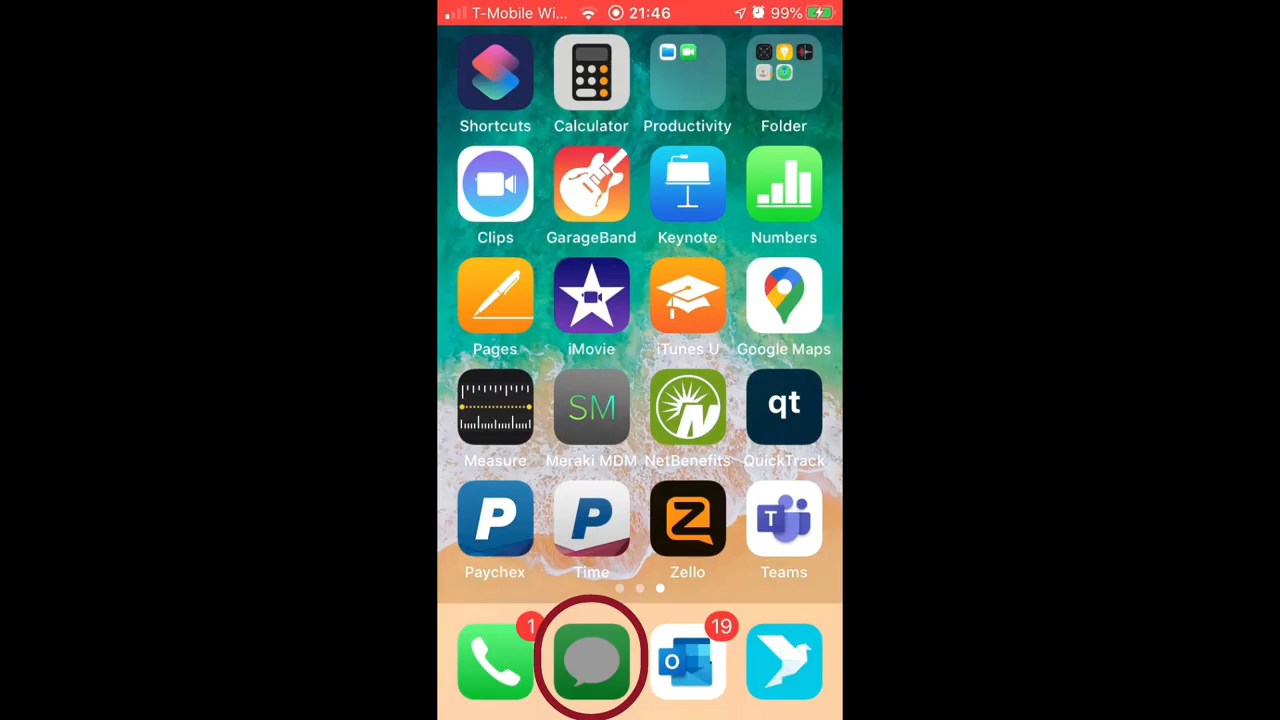 T-Mobile Wi... 21:46 99%
Shortcuts Calculator Productivity Folder
Clips GarageBand Keynote Numbers
Pages iMovie iTunes U Google Maps
SM N qt
Measure Meraki MDM NetBenefits QuickTrack
P P Z T
Paychex Time Zello Teams
1 19
O